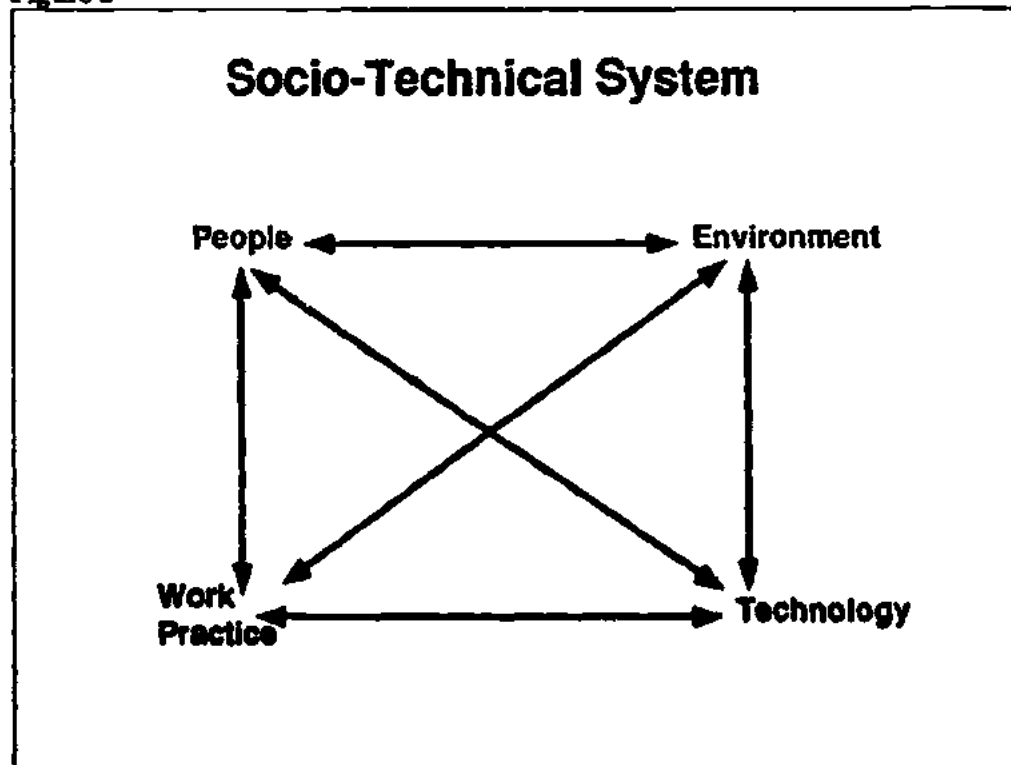 Socio-Technical System
People
Environment
Work
Practice
Technology